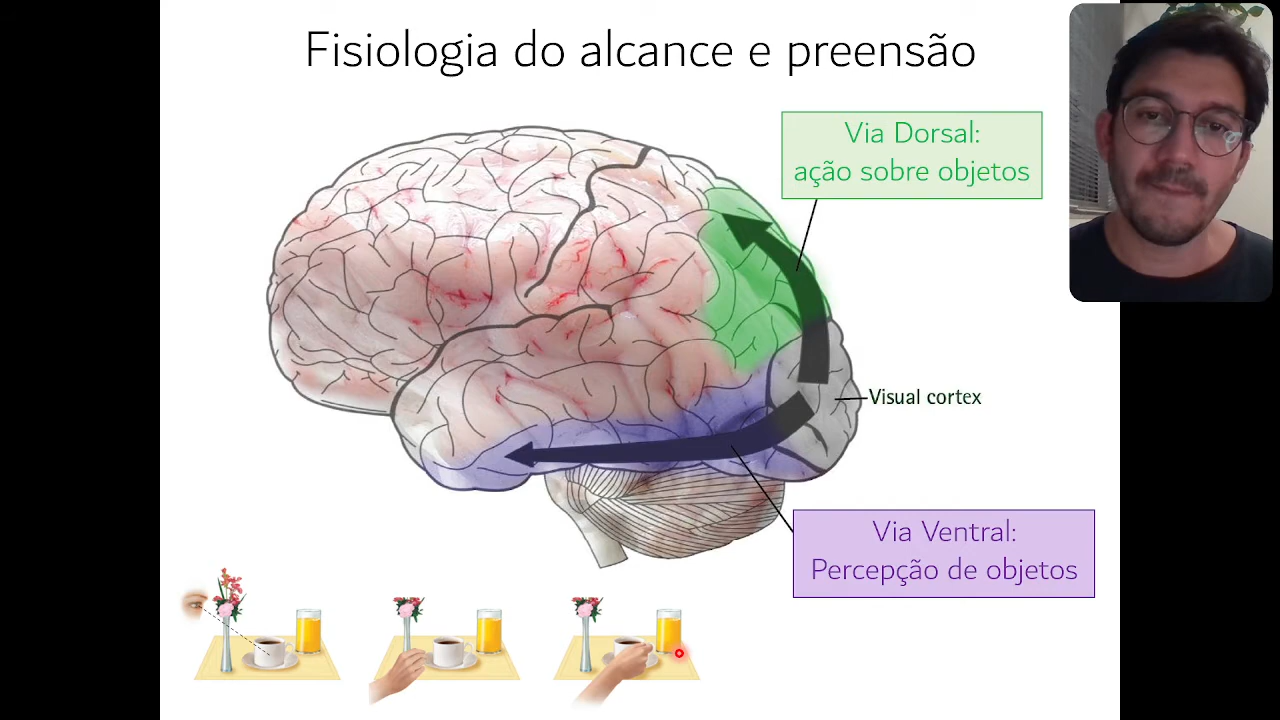 Fisiologia do alcance e preensão
Via Dorsal:
ação sobre objetos
Visual cortex
Via Ventral:
Percepção de objetos